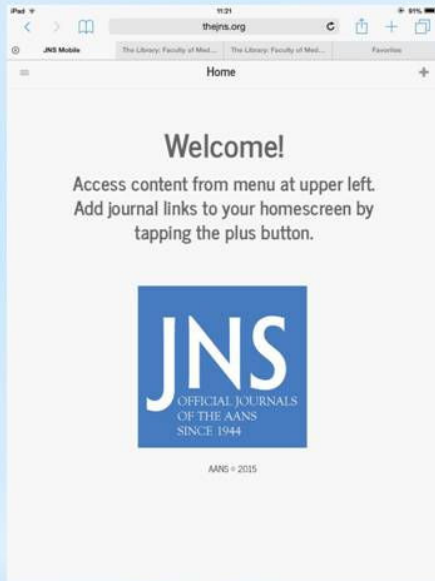 iPad 11:21 91%
thejns.org
JNS Mobile The Library: Faculty of Med... The Library: Faculty of Med... Favorites
Home
Welcome!
Access content from menu at upper left.
Add journal links to your homescreen by
tapping the plus button.
JNS
OFFICIAL JOURNALS
OF THE AANS
SINCE 1944
AANS © 2015